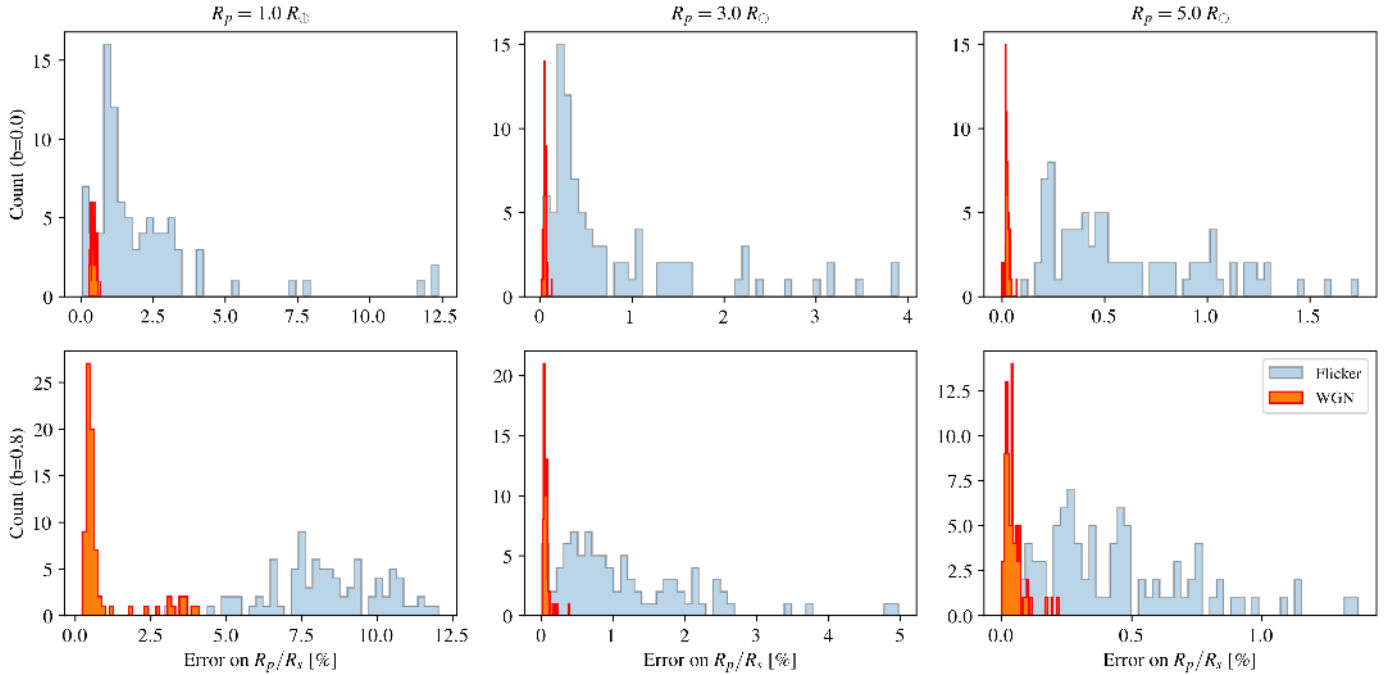 R_p = 1.0 R_⊕
R_p = 3.0 R_⊕
R_p = 5.0 R_⊕
Count (b=0.0)
15
10
5
0
0.0 2.5 5.0 7.5 10.0 12.5
15
10
5
0
0 1 2 3 4
15
10
5
0
0.0 0.5 1.0 1.5
Count (b=0.8)
25
20
15
10
5
0
0.0 2.5 5.0 7.5 10.0 12.5
Error on R_p/R_s [%]
20
15
10
5
0
0 1 2 3 4 5
Error on R_p/R_s [%]
12.5
10.0
7.5
5.0
2.5
0.0
0.0 0.5 1.0
Error on R_p/R_s [%]
Flicker
WGN